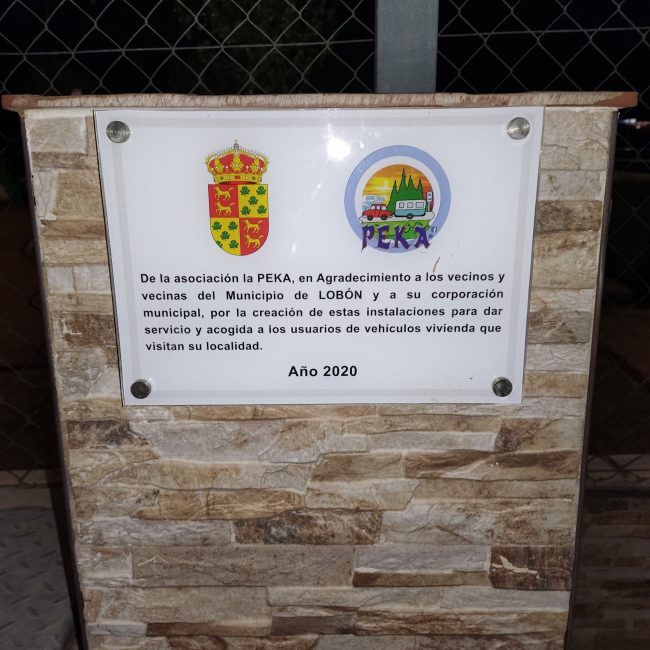 PEKA
De la asociación la PEKA, en Agradecimiento a los vecinos y
vecinas del Municipio de LOBÓN y a su corporación
municipal, por la creación de estas instalaciones para dar
servicio y acogida a los usuarios de vehículos vivienda que
visitan su localidad.
Año 2020